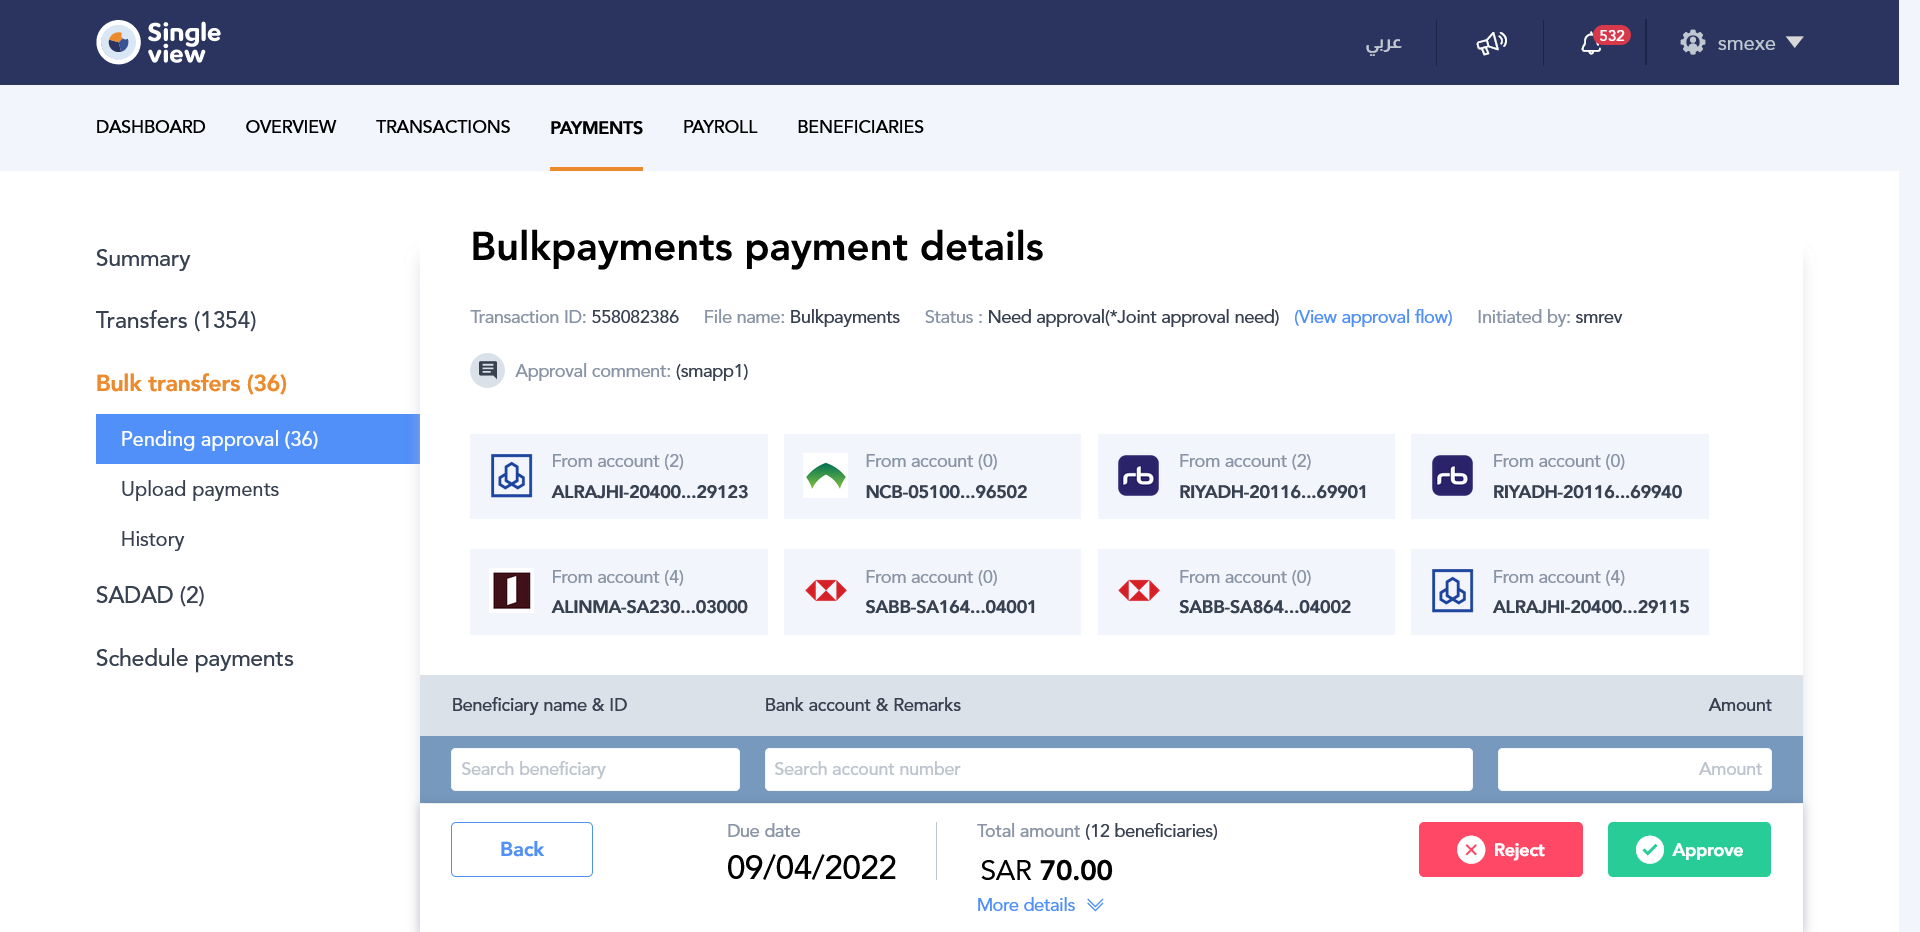 Single
view
عربي
532
smexe
DASHBOARD OVERVIEW TRANSACTIONS PAYMENTS PAYROLL BENEFICIARIES
Summary
Transfers (1354)
Bulk transfers (36)
Pending approval (36)
Upload payments
History
SADAD (2)
Schedule payments
Bulkpayments payment details
Transaction ID: 558082386 File name: Bulkpayments Status : Need approval(*Joint approval need) (View approval flow) Initiated by: smrev
Approval comment: (smapp1)
From account (2)
ALRAJHI-20400...29123
From account (0)
NCB-05100...96502
From account (2)
rb
RIYADH-20116...69901
From account (0)
rb
RIYADH-20116...69940
From account (4)
ALINMA-SA230...03000
From account (0)
SABB-SA164...04001
From account (0)
SABB-SA864...04002
From account (4)
ALRAJHI-20400...29115
Beneficiary name & ID Bank account & Remarks Amount
Search beneficiary Search account number Amount
Back
Due date
09/04/2022
Total amount (12 beneficiaries)
SAR 70.00
More details
Reject
Approve